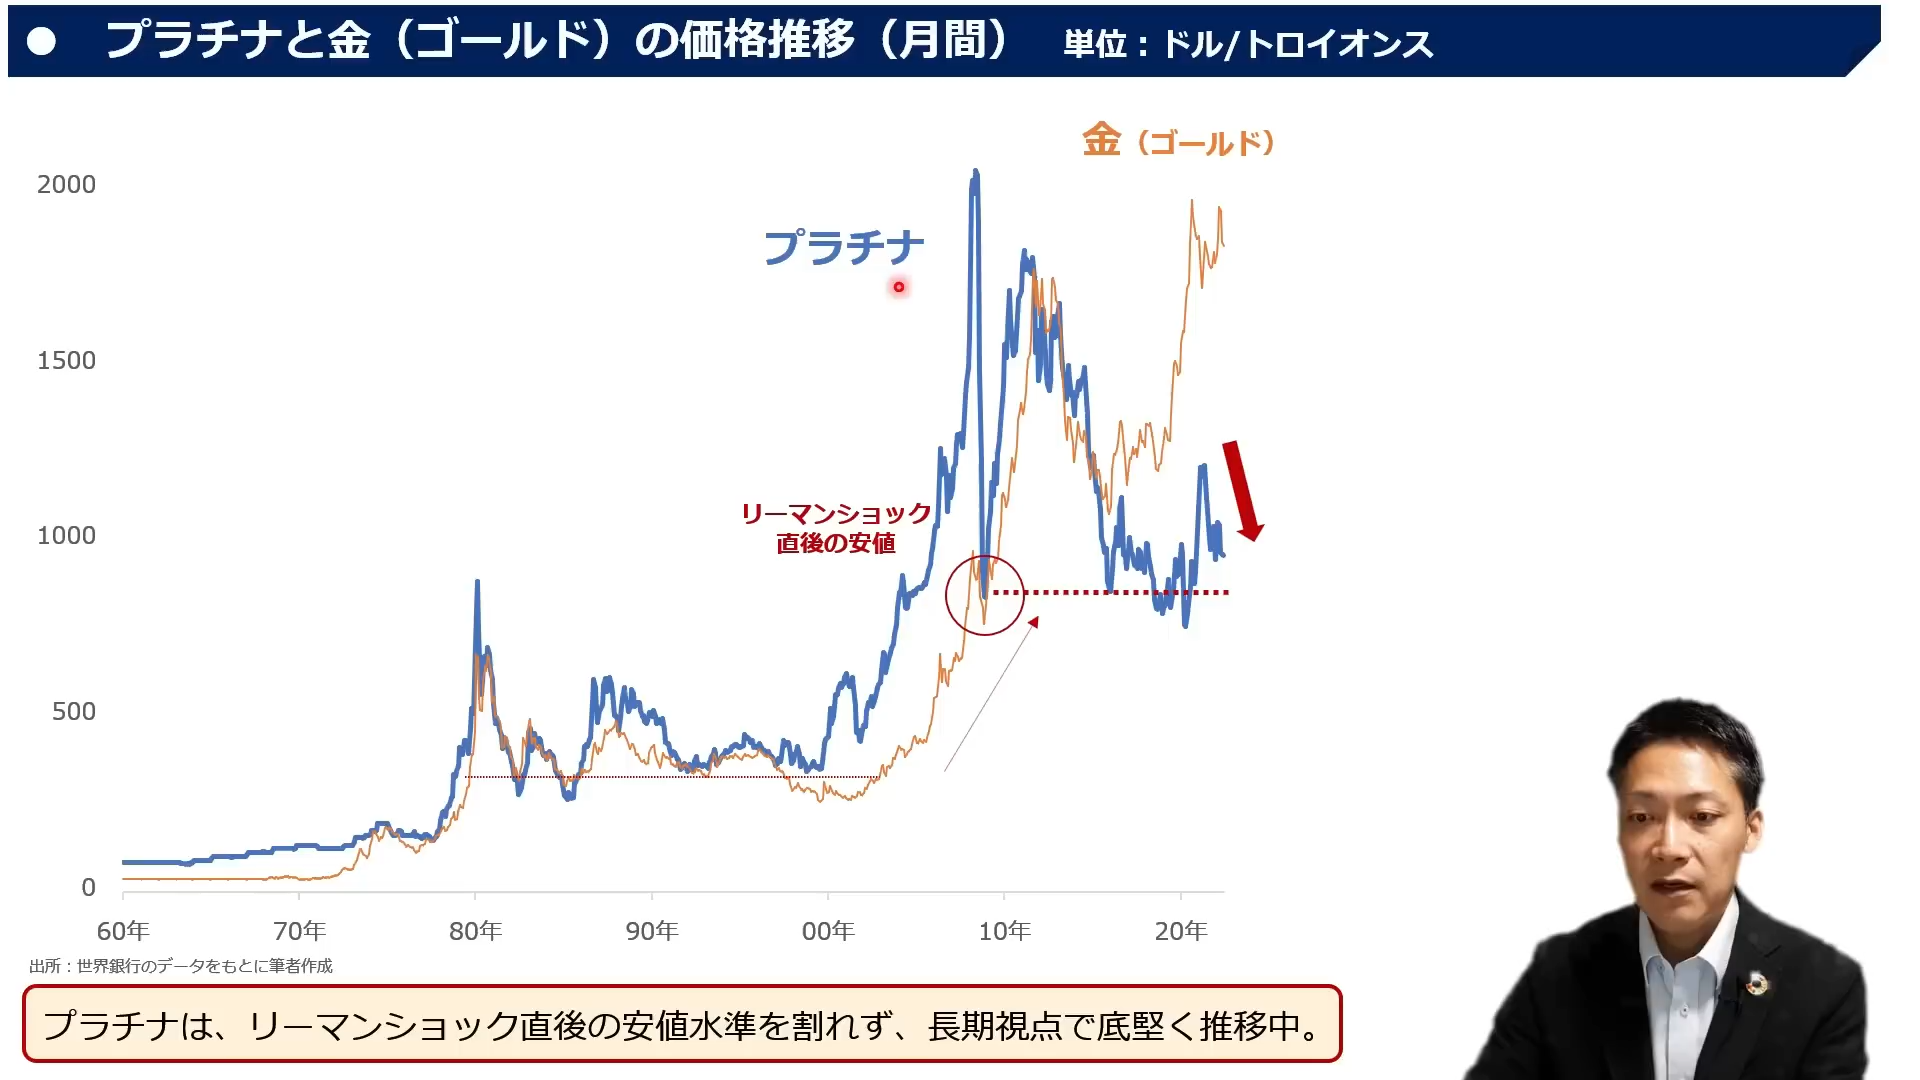 ● プラチナと金（ゴールド）の価格推移（月間） 単位：ドル/トロイオンス
金（ゴールド）
プラチナ
2000
1500
リーマンショック
直後の安値
1000
500
0
60年 70年 80年 90年 00年 10年 20年
出所：世界銀行のデータをもとに筆者作成
プラチナは、リーマンショック直後の安値水準を割れず、長期視点で底堅く推移中。